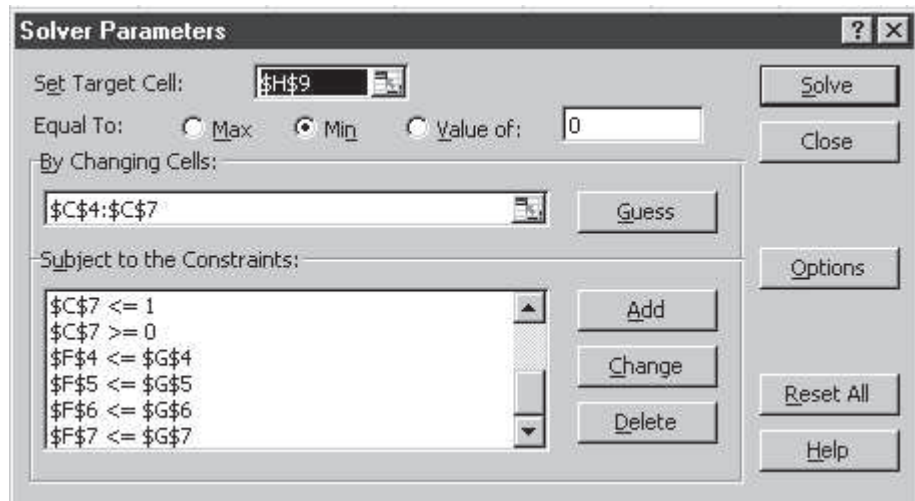 Solver Parameters ? X
Set Target Cell: $H$9 Solve
Equal To: Max Min Value of: 0 Close
By Changing Cells:
$C$4:$C$7 Guess
Subject to the Constraints: Options
$C$7 <= 1 Add
$C$7 >= 0
$F$4 <= $G$4 Change
$F$5 <= $G$5
$F$6 <= $G$6 Reset All
$F$7 <= $G$7 Delete
Help